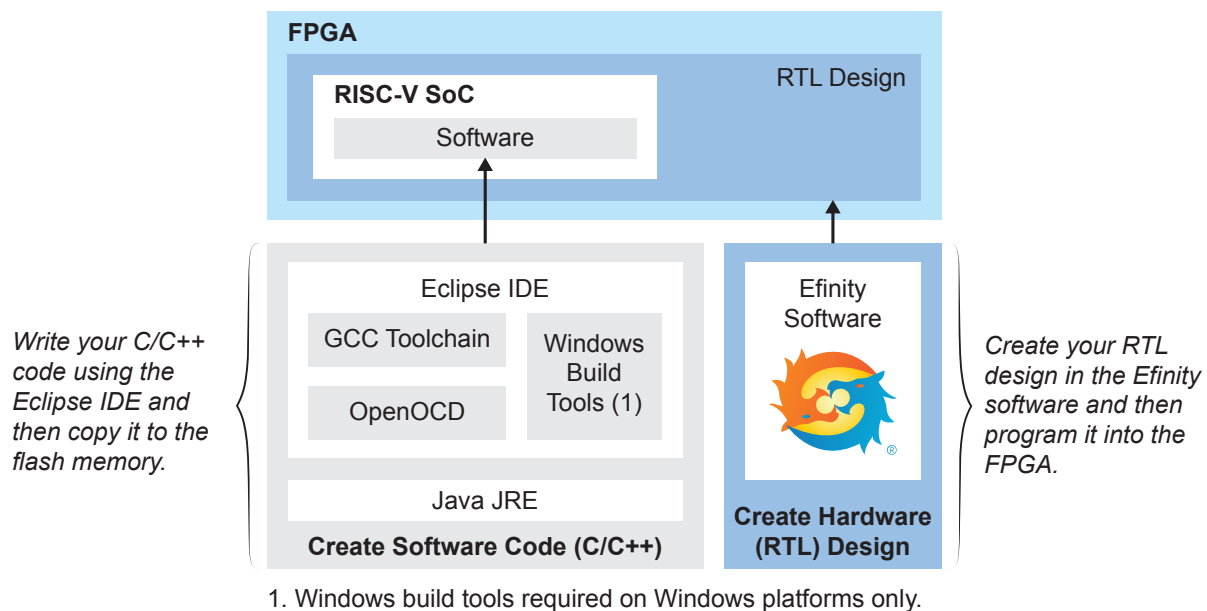 FPGA
RTL Design
RISC-V SoC
Software
Write your C/C++
code using the
Eclipse IDE and
then copy it to the
flash memory.
Eclipse IDE
GCC Toolchain
OpenOCD
Windows
Build
Tools (1)
Java JRE
Create Software Code (C/C++)
Efinity
Software
®
Create Hardware
(RTL) Design
Create your RTL
design in the Efinity
software and then
program it into the
FPGA.
1. Windows build tools required on Windows platforms only.